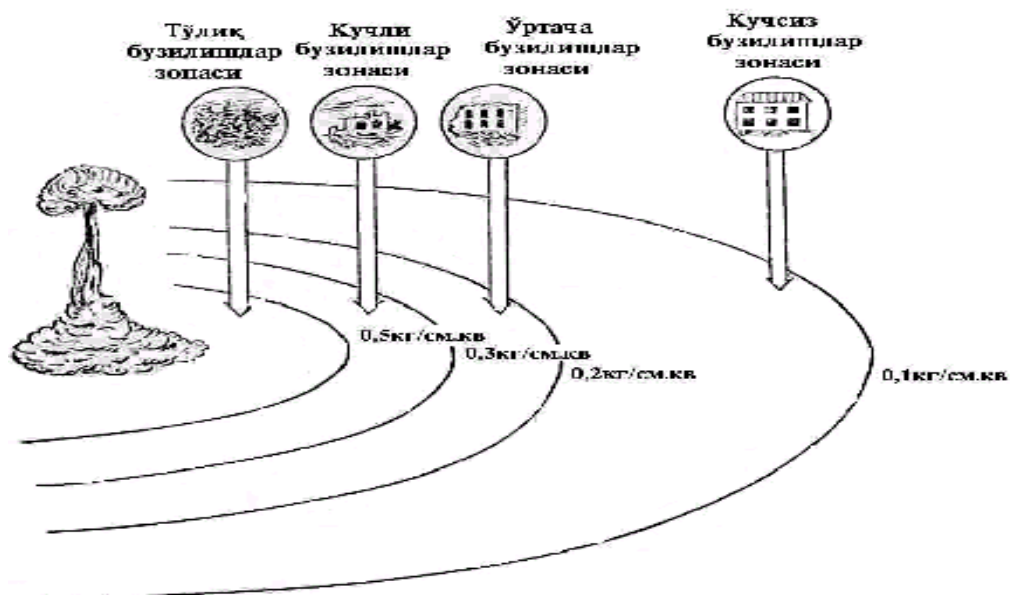 Тўлиқ
бузилишлар
зонаси
Кучли
бузилишлар
зонаси
Ўртача
бузилишлар
зонаси
Кучсиз
бузилишлар
зонаси
0,5кг/см.кв
0,3кг/см.кв
0,2кг/см.кв
0,1кг/см.кв